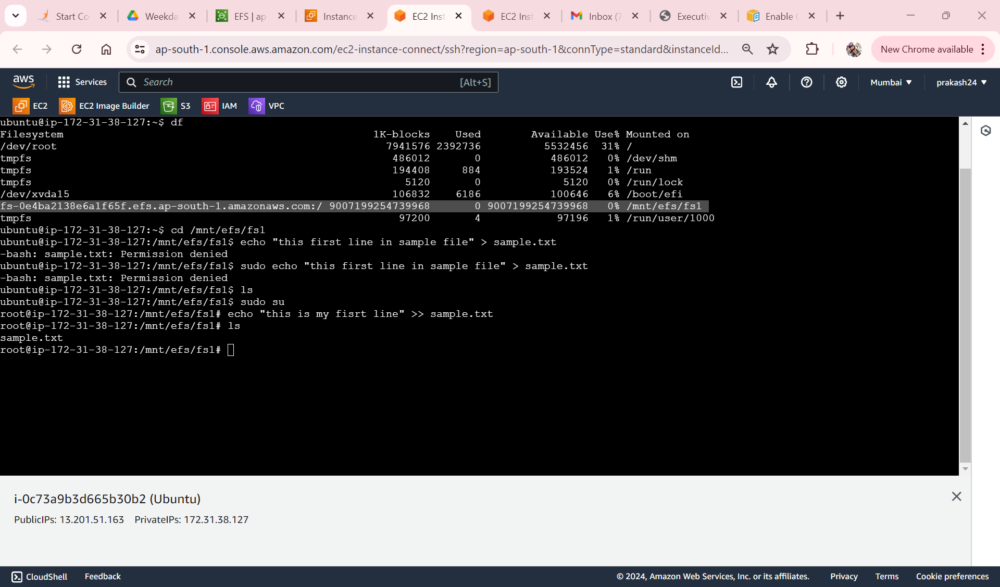 Start Co
Weekda
EFS | ap
Instance
EC2 Inst
EC2 Inst
Inbox (7
Executiv
Enable
ap-south-1.console.aws.amazon.com/ec2-instance-connect/ssh?region=ap-south-1&connType=standard&instanceId...
New Chrome available
aws
Services
Search
[Alt+S]
Mumbai
prakash24
EC2
EC2 Image Builder
S3
IAM
VPC
ubuntu@ip-172-31-38-127:~$ df
Filesystem 1K-blocks Used Available Use% Mounted on
/dev/root 7941576 2392736 5532456 31% /
tmpfs 486012 0 486012 0% /dev/shm
tmpfs 194408 884 193524 1% /run
tmpfs 5120 0 5120 0% /run/lock
/dev/xvda15 106832 6186 100646 6% /boot/efi
fs-0e4ba2138e6a1f65f.efs.ap-south-1.amazonaws.com:/ 9007199254739968 0 9007199254739968 0% /mnt/efs/fs1
tmpfs 97200 4 97196 1% /run/user/1000
ubuntu@ip-172-31-38-127:~$ cd /mnt/efs/fs1
ubuntu@ip-172-31-38-127:/mnt/efs/fs1$ echo "this first line in sample file" > sample.txt
-bash: sample.txt: Permission denied
ubuntu@ip-172-31-38-127:/mnt/efs/fs1$ sudo echo "this first line in sample file" > sample.txt
-bash: sample.txt: Permission denied
ubuntu@ip-172-31-38-127:/mnt/efs/fs1$ ls
ubuntu@ip-172-31-38-127:/mnt/efs/fs1$ sudo su
root@ip-172-31-38-127:/mnt/efs/fs1# echo "this is my fisrt line" >> sample.txt
root@ip-172-31-38-127:/mnt/efs/fs1# ls
sample.txt
root@ip-172-31-38-127:/mnt/efs/fs1#
i-0c73a9b3d665b30b2 (Ubuntu)
PublicIPs: 13.201.51.163 PrivateIPs: 172.31.38.127
CloudShell
Feedback
© 2024, Amazon Web Services, Inc. or its affiliates.
Privacy
Terms
Cookie preferences